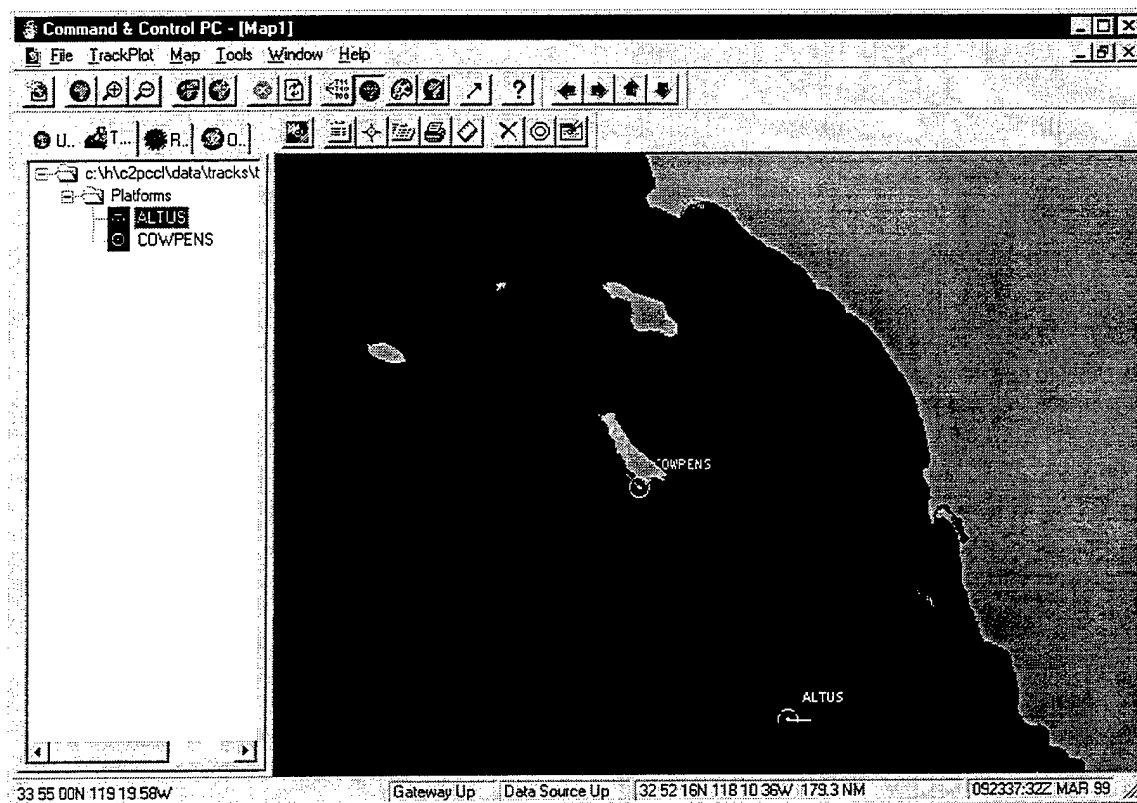 Command & Control PC - [Map1]
File TrackPlot Map Tools Window Help
U.. T... R.. O..
c:\h\c2pccl\data\tracks\t
Platforms
ALTUS
COWPENS
COWPENS
ALTUS
33 55 00N 119 19 58W Gateway Up Data Source Up 32 52 16N 118 10 36W 179.3 NM 092337:32Z MAR 99